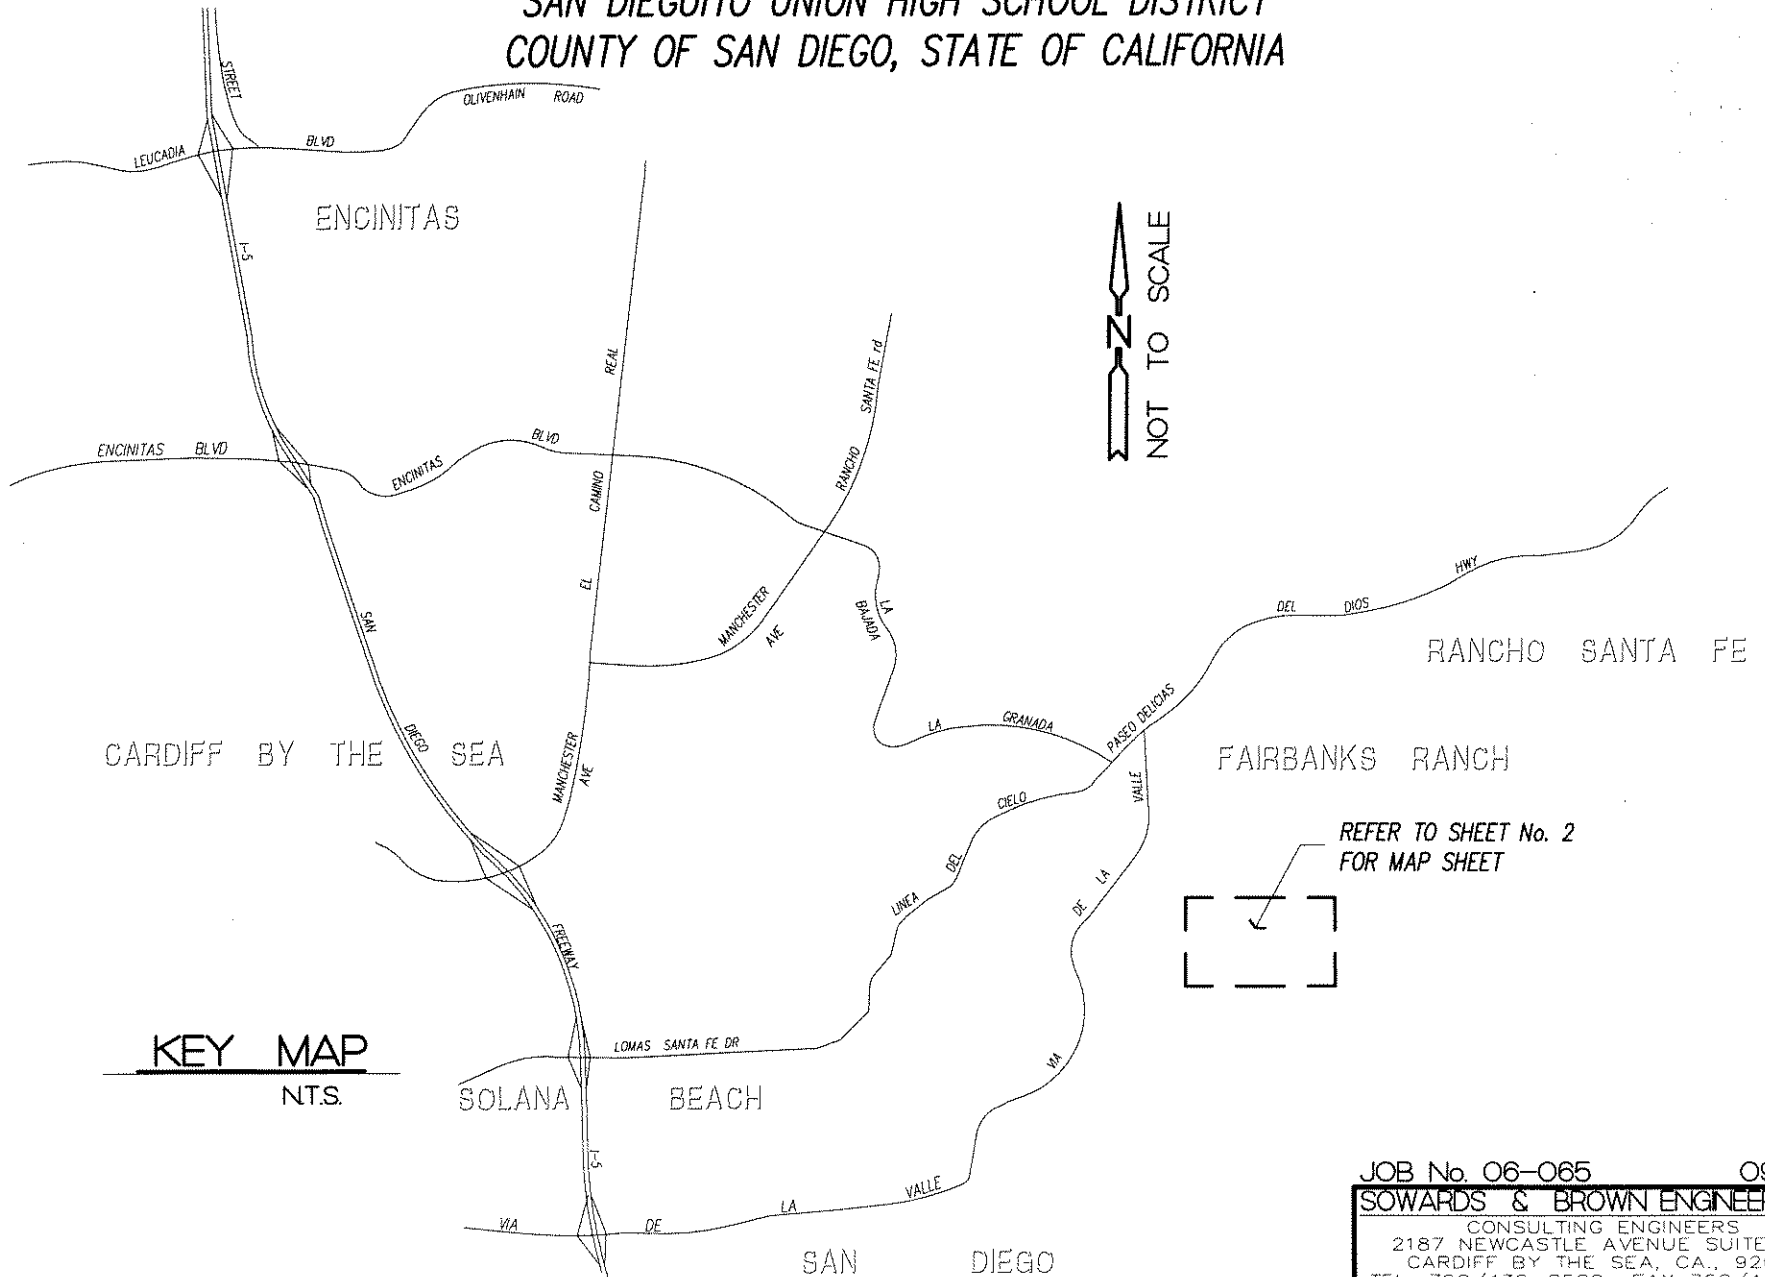 SAN DIEGUITO UNION HIGH SCHOOL DISTRICT
COUNTY OF SAN DIEGO, STATE OF CALIFORNIA
STREET
OLIVENHAIN ROAD
LEUCADIA BLVD
ENCINITAS
I-5
NOT TO SCALE
N
EL CAMINO REAL
RANCHO SANTA FE rd
ENCINITAS BLVD
ENCINITAS BLVD
MANCHESTER AVE
LA BAJADA
DEL DIOS HWY
RANCHO SANTA FE
SAN DIEGO FREEWAY
LA GRANADA
PASEO DELICIAS
CARDIFF BY THE SEA
MANCHESTER AVE
FAIRBANKS RANCH
LINEA DEL CIELO
VIA DE LA VALLE
REFER TO SHEET No. 2
FOR MAP SHEET
KEY MAP
N.T.S.
LOMAS SANTA FE DR
SOLANA BEACH
I-5
VIA DE LA VALLE
SAN DIEGO
JOB No. 06-065
SOWARDS & BROWN
CONSULTING ENGINEERS
2187 NEWCASTLE AVENUE SUITE
CARDIFF BY THE SEA, CA.,